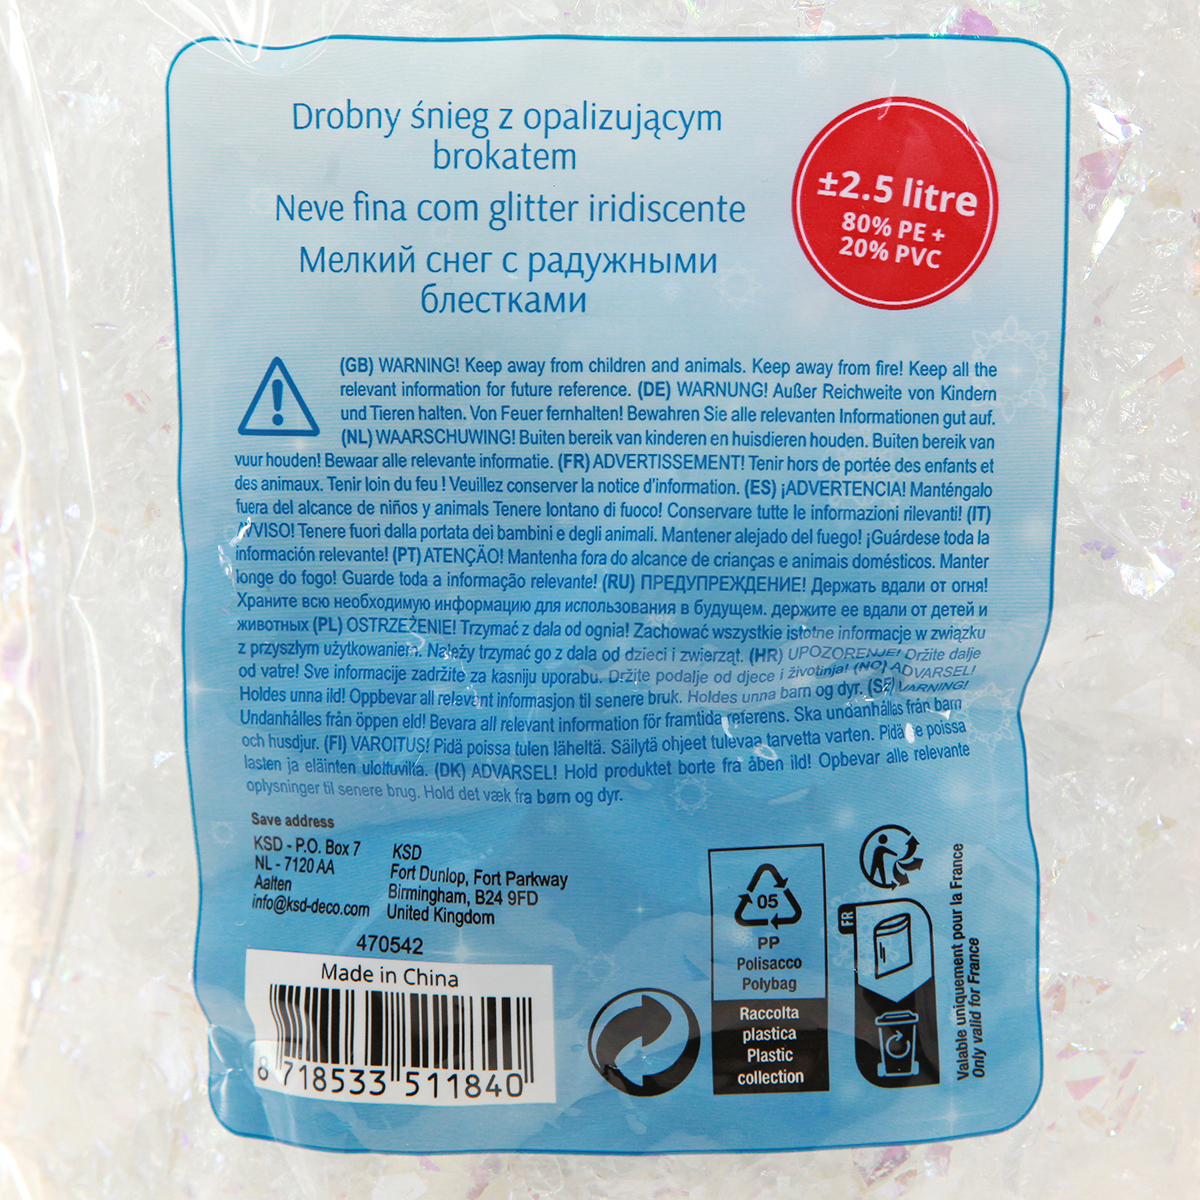 Drobny śnieg z opalizującym
brokatem
Neve fina com glitter iridiscente
Мелкий снег с радужными
блестками
±2.5 litre
80% PE +
20% PVC
(GB) WARNING! Keep away from children and animals. Keep away from fire! Keep all the
relevant information for future reference. (DE) WARNUNG! Außer Reichweite von Kindern
und Tieren halten. Von Feuer fernhalten! Bewahren Sie alle relevanten Informationen gut auf.
(NL) WAARSCHUWING! Buiten bereik van kinderen en huisdieren houden. Buiten bereik van
vuur houden! Bewaar alle relevante informatie. (FR) ADVERTISSEMENT! Tenir hors de portée des enfants et
des animaux. Tenir loin du feu ! Veuillez conserver la notice d'information. (ES) ¡ADVERTENCIA! Manténgalo
fuera del alcance de niños y animals Tenere lontano di fuoco! Conservare tutte le informazioni rilevanti! (IT)
AVVISO! Tenere fuori dalla portata dei bambini e degli animali. Mantener alejado del fuego! ¡Guárdese toda la
información relevante! (PT) ATENÇÃO! Mantenha fora do alcance de crianças e animais domésticos. Manter
longe do fogo! Guarde toda a informação relevante! (RU) ПРЕДУПРЕЖДЕНИЕ! Держать вдали от огня!
Храните всю необходимую информацию для использования в будущем. держите ее вдали от детей и
животных (PL) OSTRZEŻENIE! Trzymać z dala od ognia! Zachować wszystkie istotne informacje w związku
z przyszłym użytkowaniem. Należy trzymać go z dala od dzieci i zwierząt. (HR) UPOZORENJE! Držite dalje
od vatre! Sve informacije zadržite za kasniju uporabu. Držite podalje od djece i životinja! (NO) ADVARSEL!
Holdes unna ild! Oppbevar all relevant informasjon til senere bruk. Holdes unna barn og dyr. (SE) VARNING!
Undanhålles från öppen eld! Bevara all relevant information för framtida referens. Ska undanhållas från barn
och husdjur. (FI) VAROITUS! Pidä poissa tulen läheltä. Säilytä ohjeet tulevaa tarvetta varten. Pidä se poissa
lasten ja eläinten ulottuvilta. (DK) ADVARSEL! Hold produktet borte fra åben ild! Opbevar alle relevante
oplysninger til senere brug. Hold det væk fra børn og dyr.
Save address
KSD - P.O. Box 7
NL - 7120 AA
Aalten
info@ksd-deco.com
KSD
Fort Dunlop, Fort Parkway
Birmingham, B24 9FD
United Kingdom
470542
Made in China
8 718533 511840
05
PP
Polisacco
Polybag
Raccolta
plastica
Plastic
collection
FR
Valable uniquement pour la France
Only valid for France